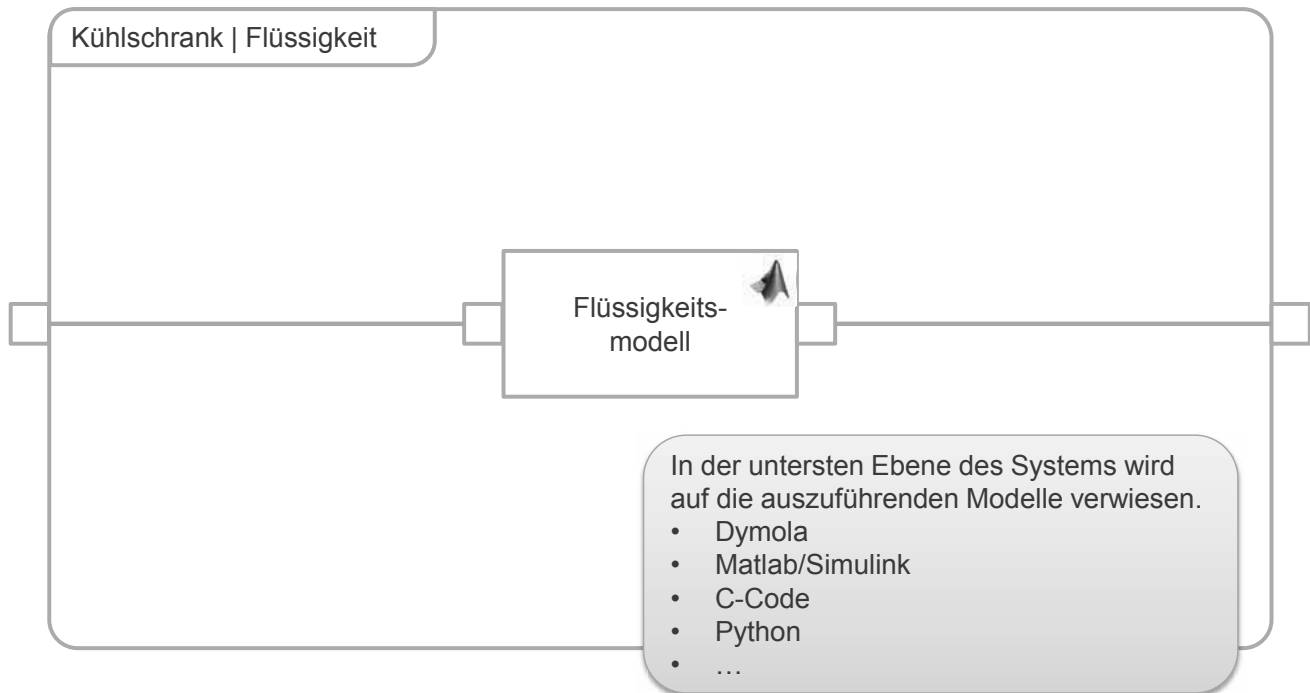 Kühlschrank | Flüssigkeit
Flüssigkeits-
modell
In der untersten Ebene des Systems wird
auf die auszuführenden Modelle verwiesen.
• Dymola
• Matlab/Simulink
• C-Code
• Python
• …